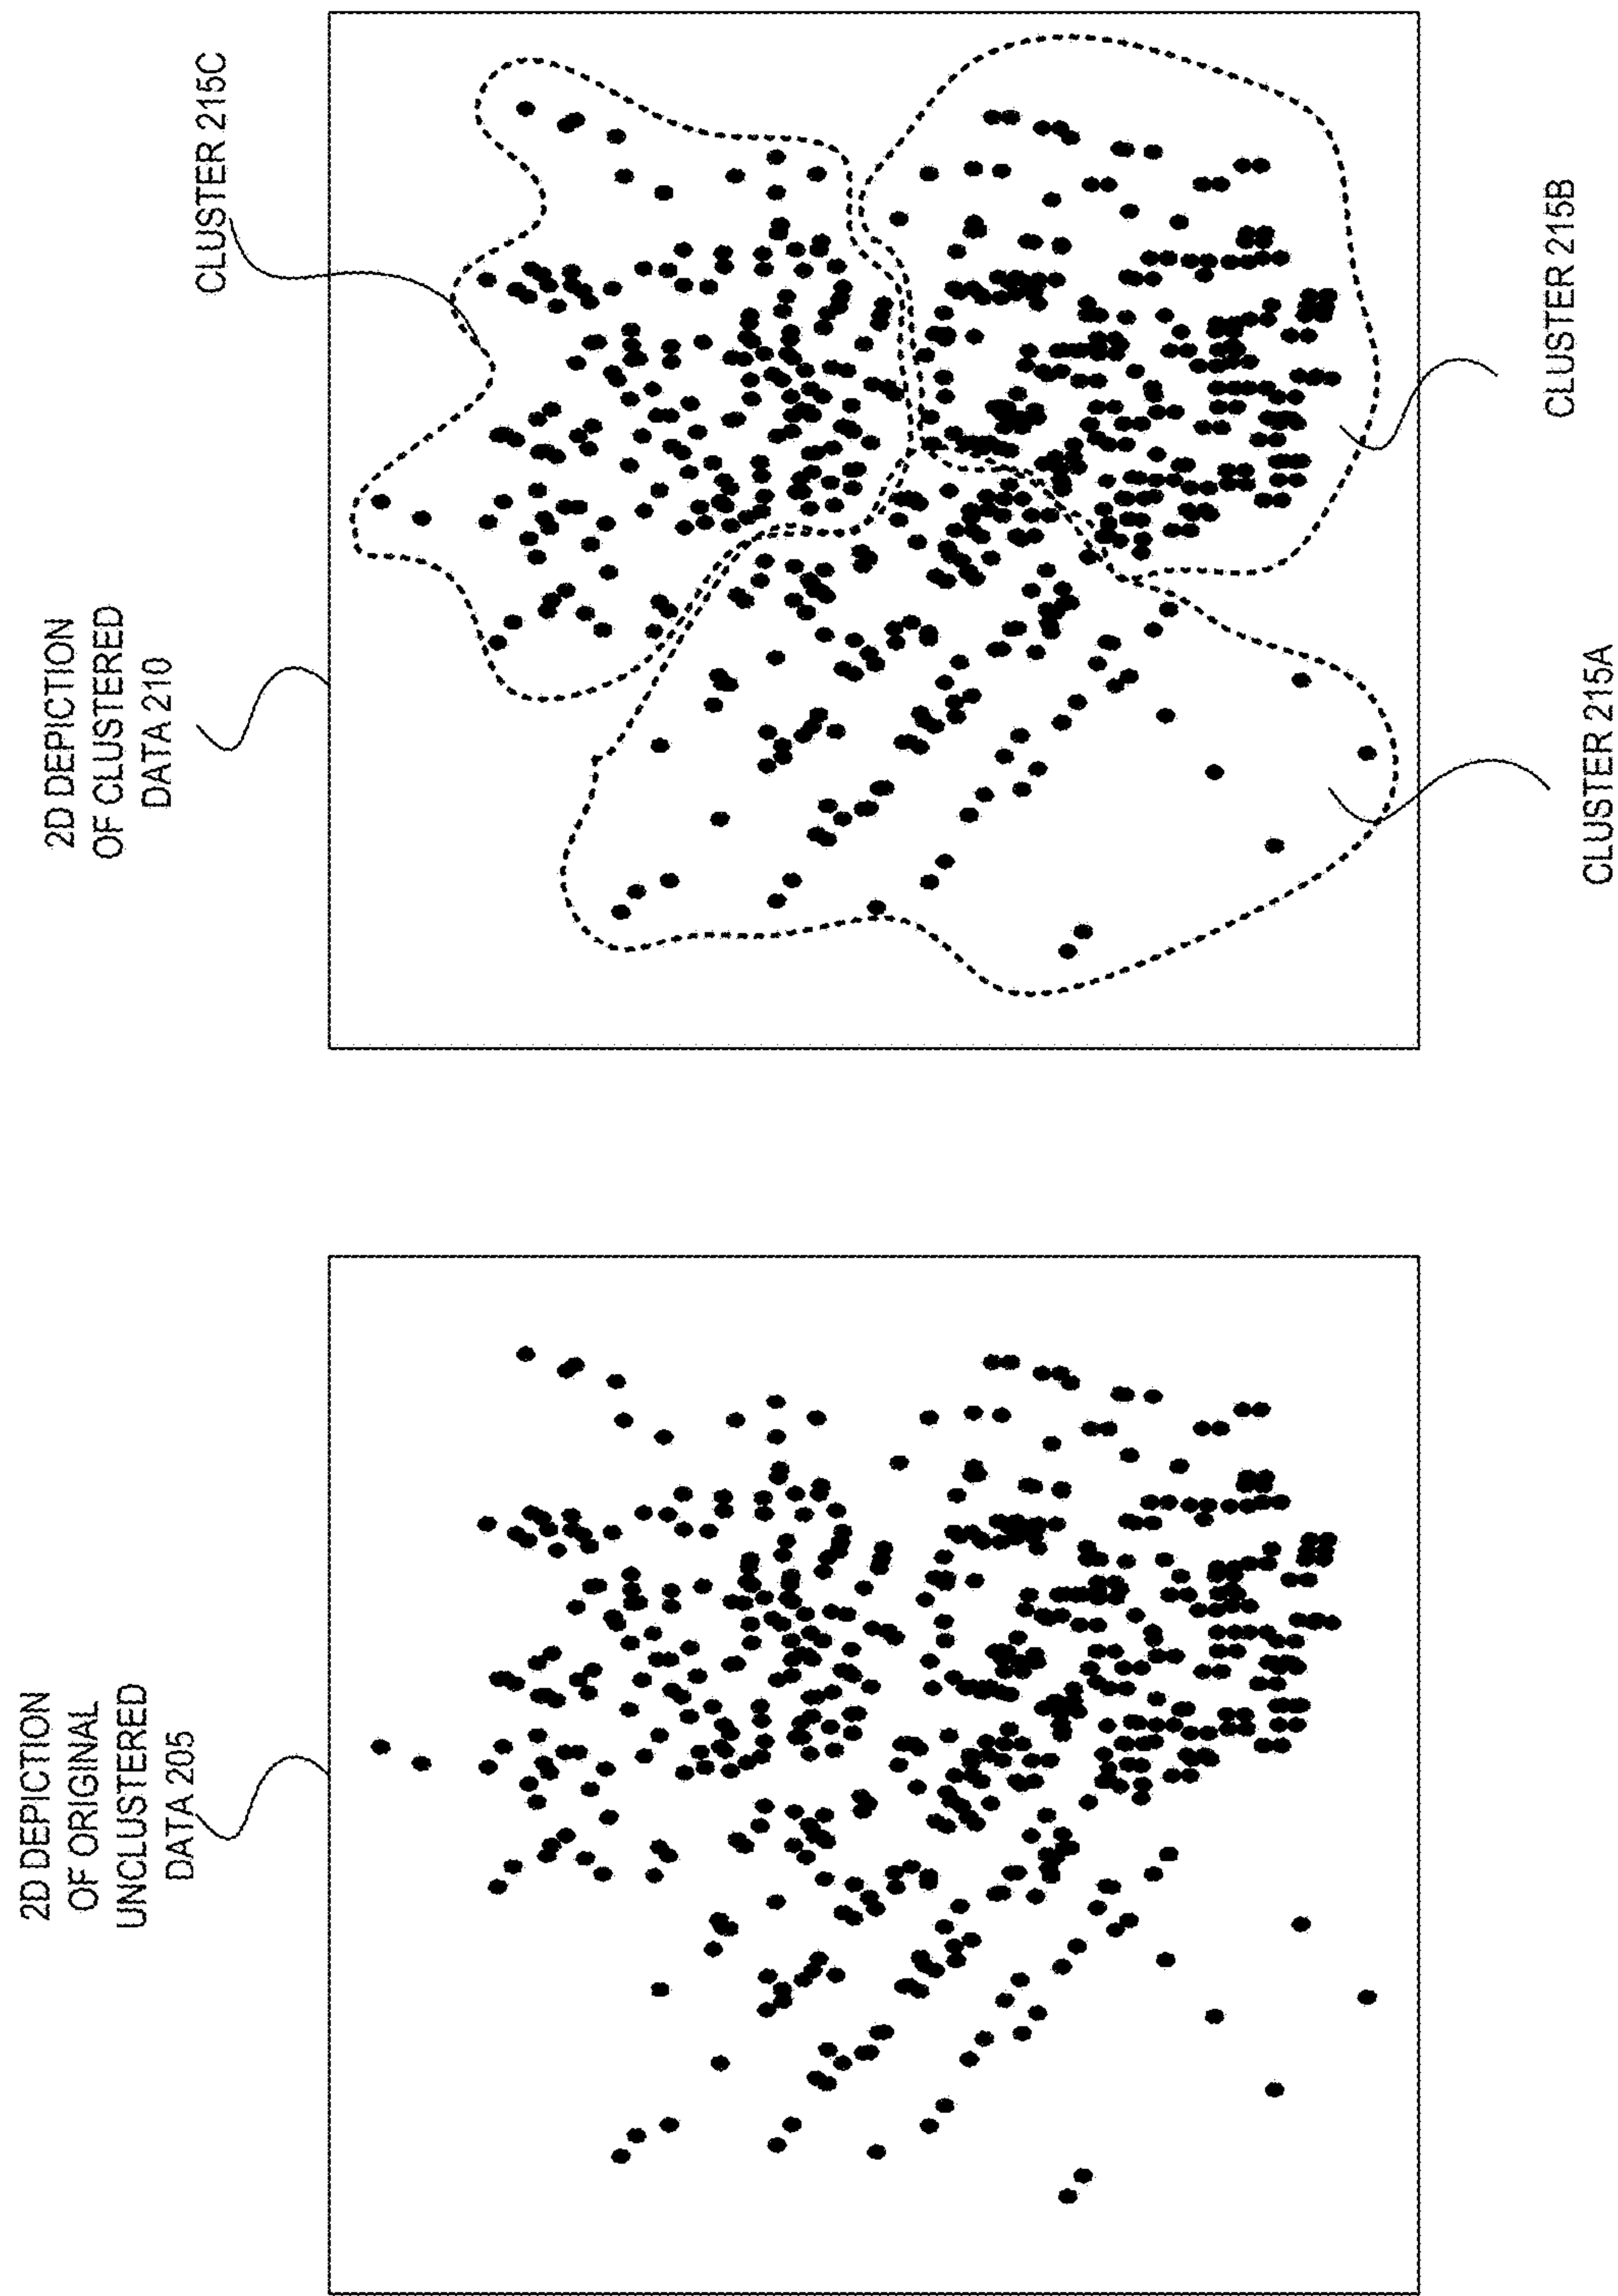 2D DEPICTION
OF ORIGINAL
UNCLUSTERED
DATA 205
2D DEPICTION
OF CLUSTERED
DATA 210
CLUSTER 215C
CLUSTER 215A
CLUSTER 215B